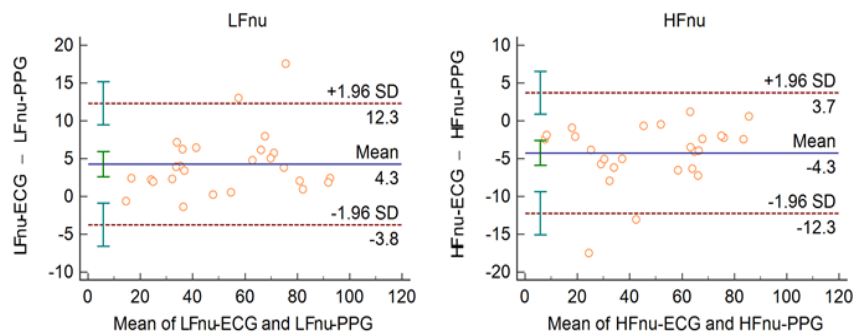 LFnu
LFnu-ECG – LFnu-PPG
20
15
10
5
0
-5
-10
+1.96 SD
12.3
Mean
4.3
-1.96 SD
-3.8
0 20 40 60 80 100 120
Mean of LFnu-ECG and LFnu-PPG
HFnu
HFnu-ECG – HFnu-PPG
10
5
0
-5
-10
-15
-20
+1.96 SD
3.7
Mean
-4.3
-1.96 SD
-12.3
0 20 40 60 80 100 120
Mean of HFnu-ECG and HFnu-PPG